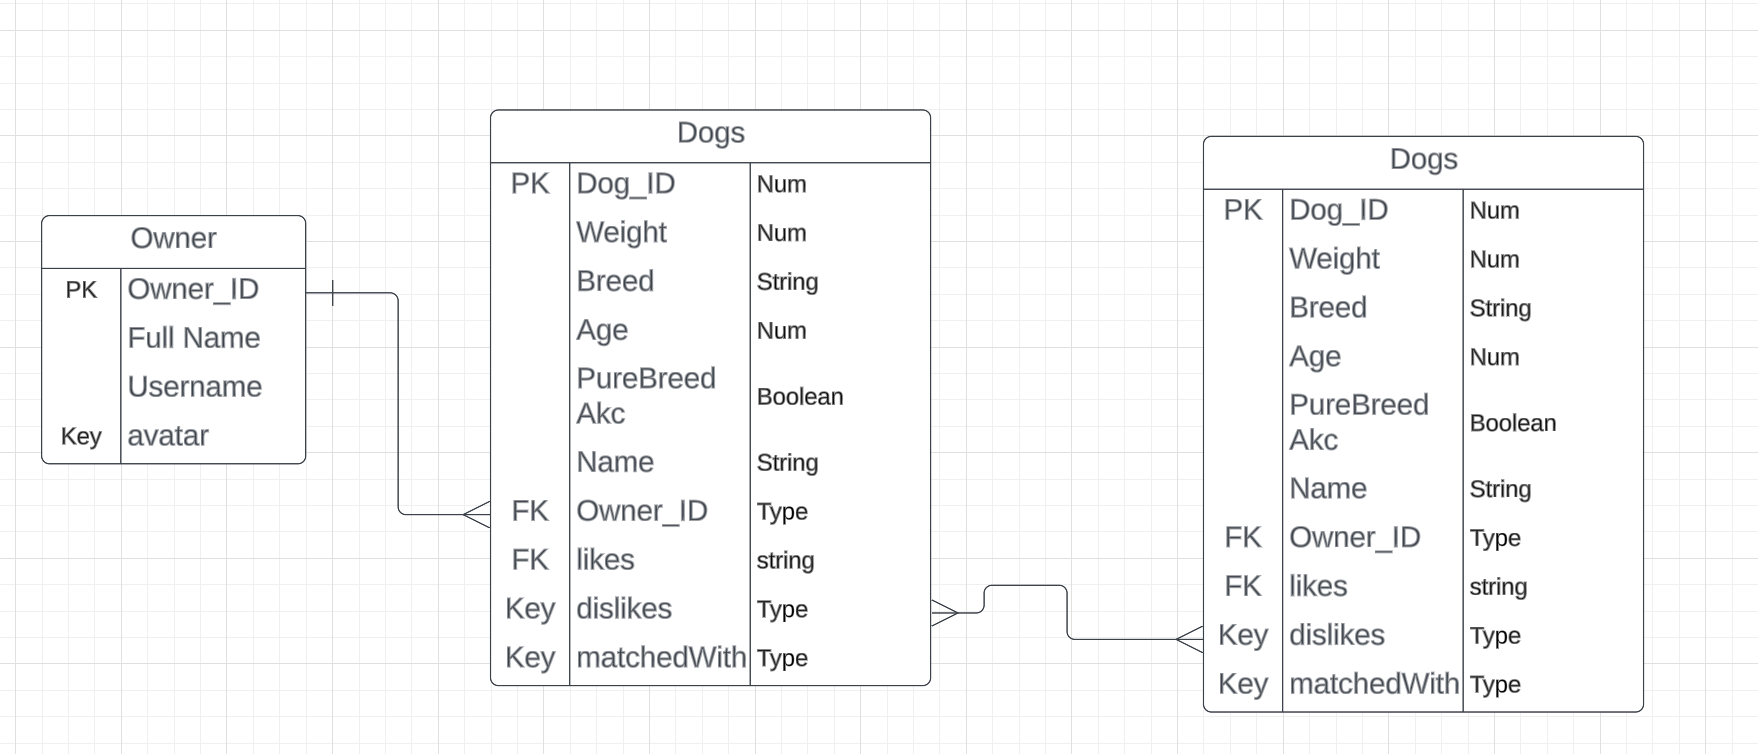 Owner
PK Owner_ID
Full Name
Username
Key avatar
Dogs
PK Dog_ID Num
Weight Num
Breed String
Age Num
PureBreed
Akc Boolean
Name String
FK Owner_ID Type
FK likes string
Key dislikes Type
Key matchedWith Type
Dogs
PK Dog_ID Num
Weight Num
Breed String
Age Num
PureBreed
Akc Boolean
Name String
FK Owner_ID Type
FK likes string
Key dislikes Type
Key matchedWith Type